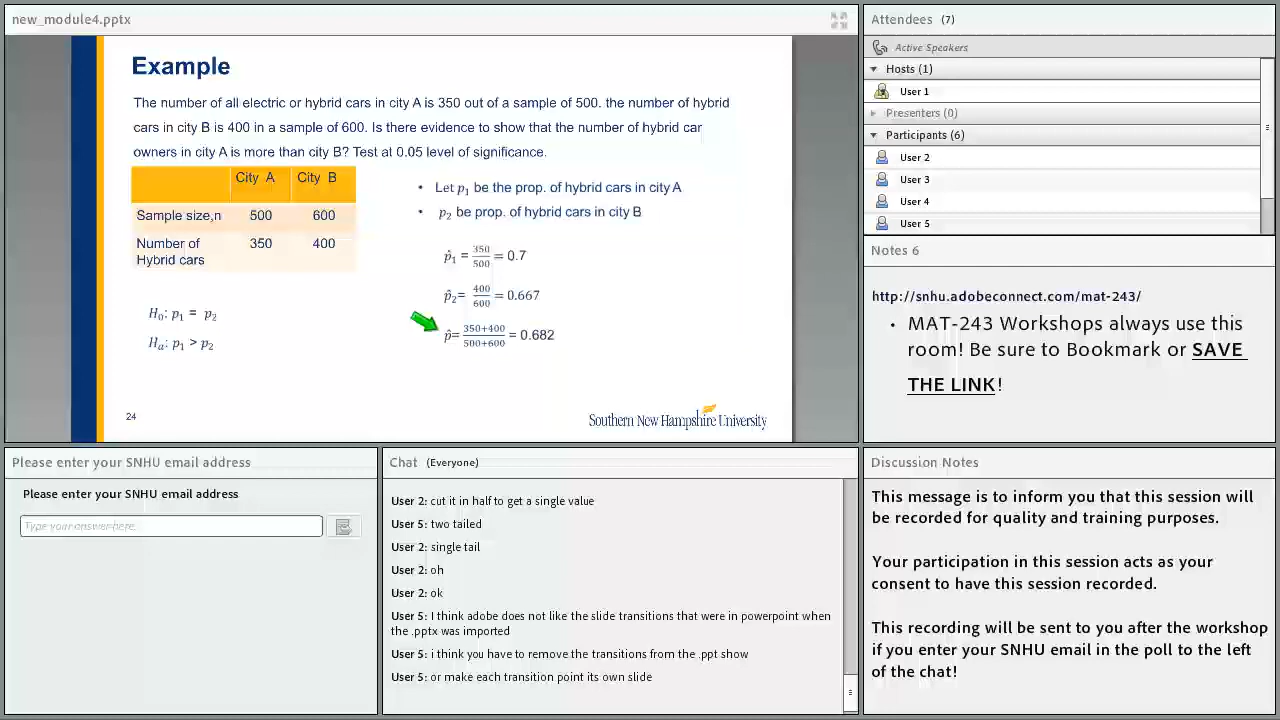 new_module4.pptx
Example
The number of all electric or hybrid cars in city A is 350 out of a sample of 500. the number of hybrid
cars in city B is 400 in a sample of 600. Is there evidence to show that the number of hybrid car
owners in city A is more than city B? Test at 0.05 level of significance.
City A City B
Sample size,n 500 600
Number of Hybrid cars 350 400
H₀: p₁ = p₂
Hₐ: p₁ > p₂
• Let p₁ be the prop. of hybrid cars in city A
• p₂ be prop. of hybrid cars in city B
p̂₁ = 350/500 = 0.7
p̂₂= 400/600 = 0.667
p̂= 350+400/500+600 = 0.682
24
Southern New Hampshire University
Attendees (7)
Active Speakers
Hosts (1)
User 1
Presenters (0)
Participants (6)
User 2
User 3
User 4
User 5
Notes 6
http://snhu.adobeconnect.com/mat-243/
• MAT-243 Workshops always use this
room! Be sure to Bookmark or SAVE
THE LINK!
Please enter your SNHU email address
Please enter your SNHU email address
Type your answer here.
Chat (Everyone)
User 2: cut it in half to get a single value
User 5: two tailed
User 2: single tail
User 2: oh
User 2: ok
User 5: I think adobe does not like the slide transitions that were in powerpoint when
the .pptx was imported
User 5: i think you have to remove the transitions from the .ppt show
User 5: or make each transition point its own slide
Discussion Notes
This message is to inform you that this session will
be recorded for quality and training purposes.
Your participation in this session acts as your
consent to have this session recorded.
This recording will be sent to you after the workshop
if you enter your SNHU email in the poll to the left
of the chat!